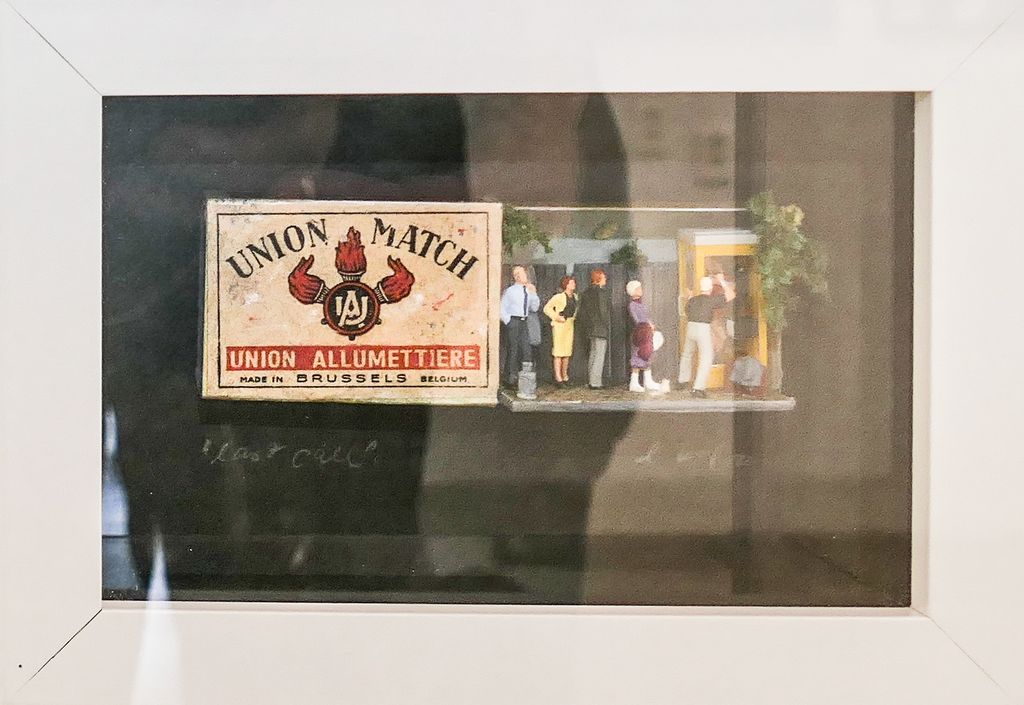 UNION MATCH
UAJ
UNION ALLUMETTIERE
MADE IN BRUSSELS BELGIUM
"last call"